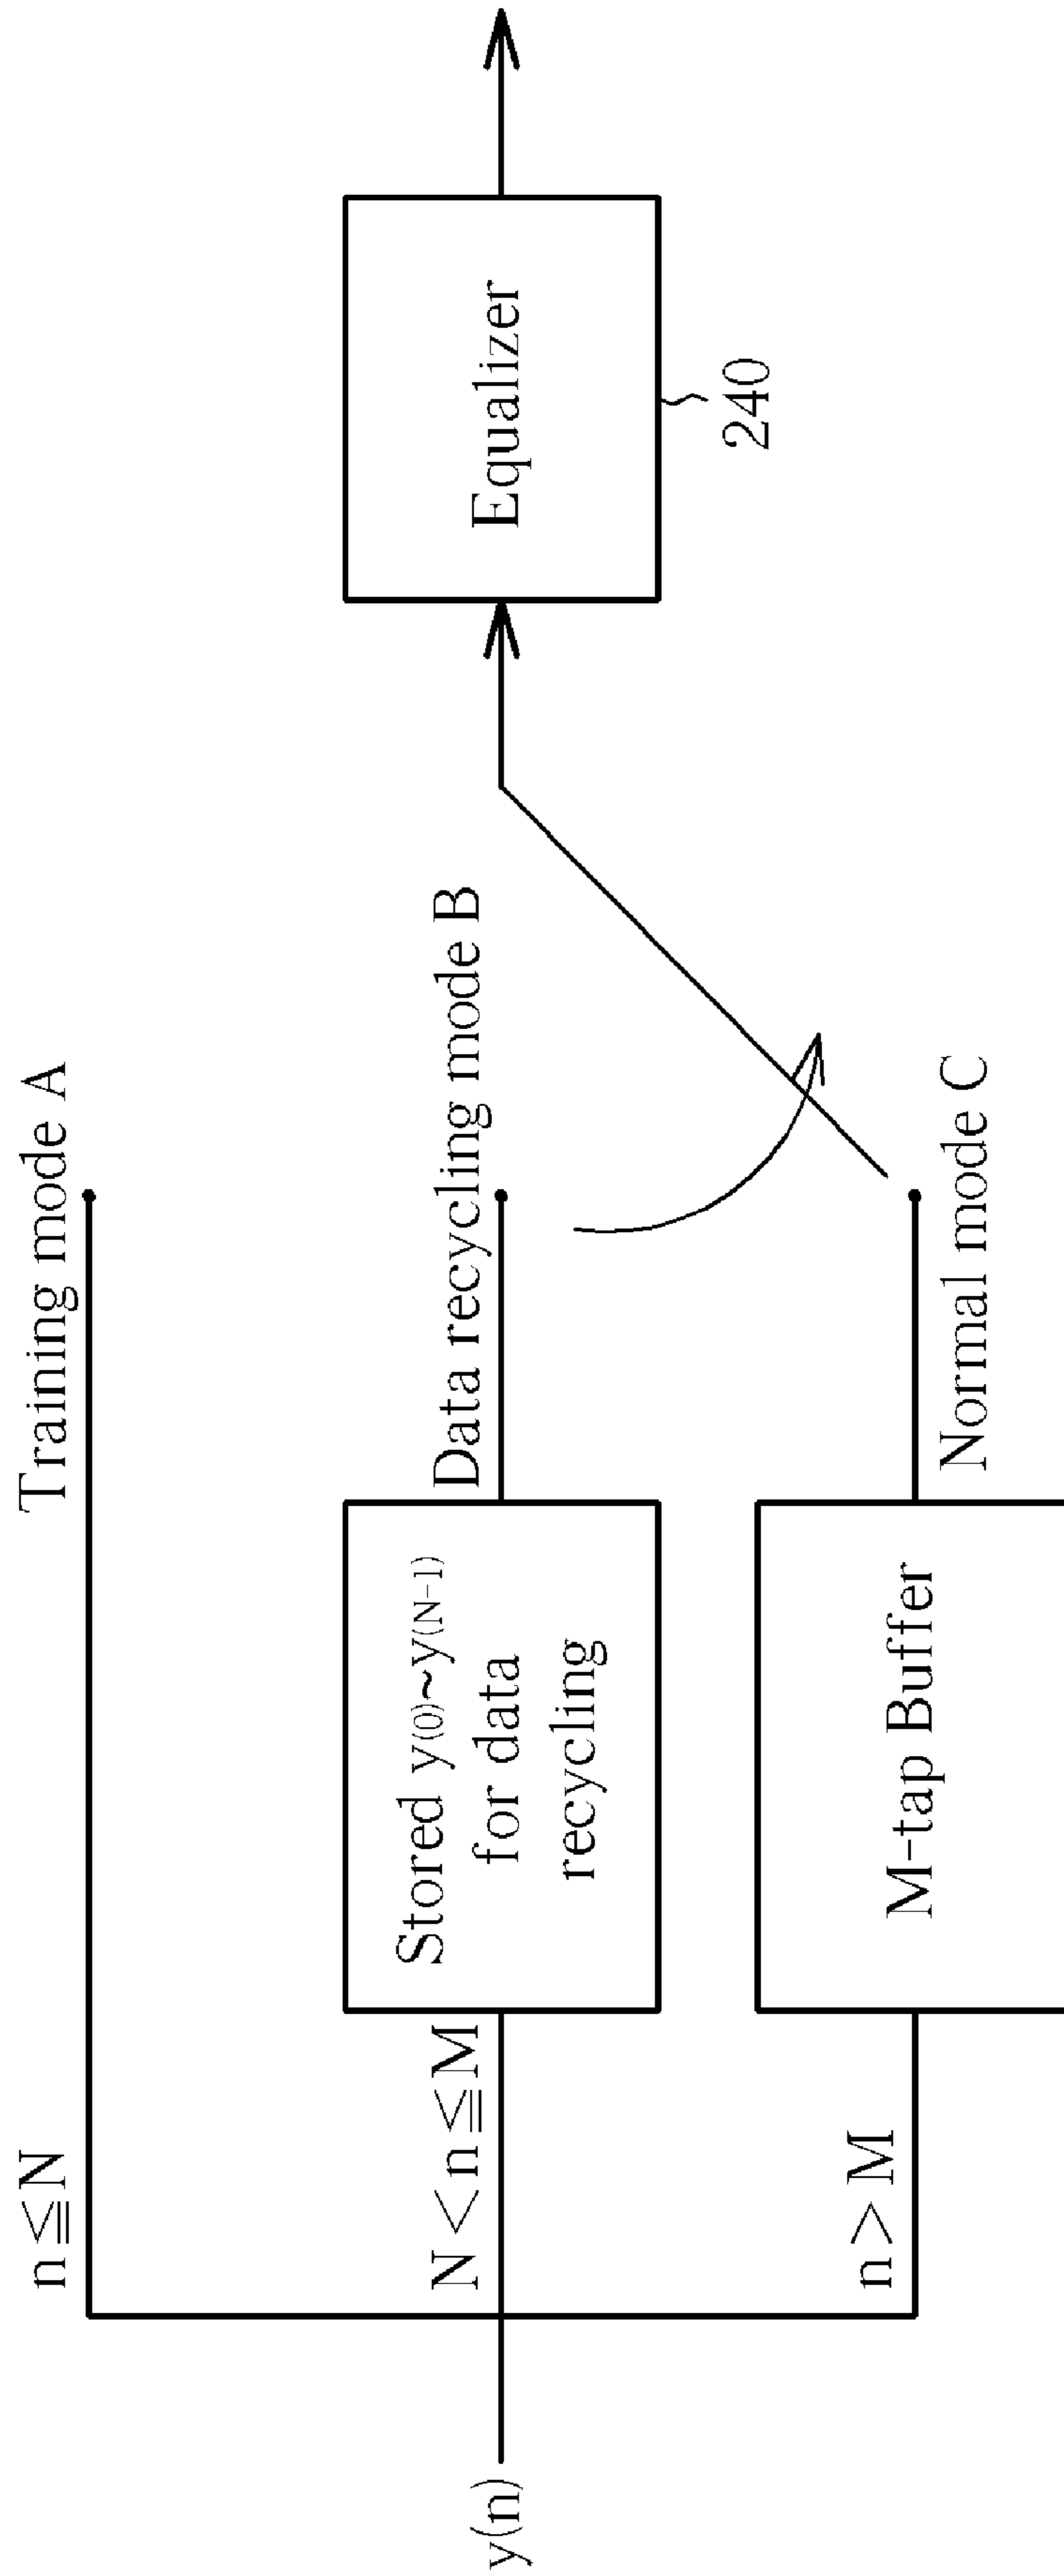 y(n)
n≦N
Training mode A
N<n≦M
Stored y(0)~y(N-1)
for data
recycling
Data recycling mode B
n>M
M-tap Buffer
Normal mode C
Equalizer
240